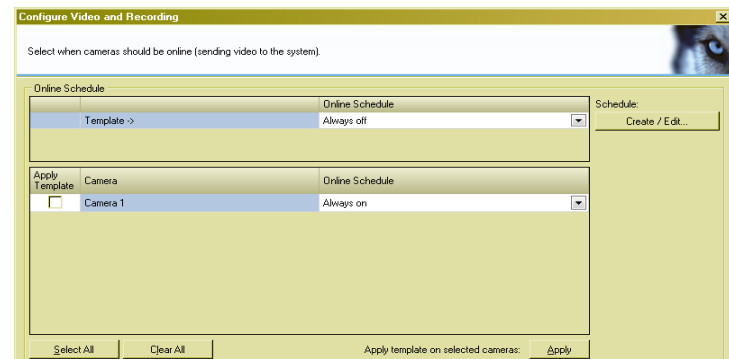 Configure Video and Recording
Select when cameras should be online (sending video to the system).
Online Schedule
Online Schedule
Schedule:
Template -> Always off
Create / Edit...
Apply Template Camera Online Schedule
Camera 1 Always on
Select All Clear All Apply template on selected cameras: Apply